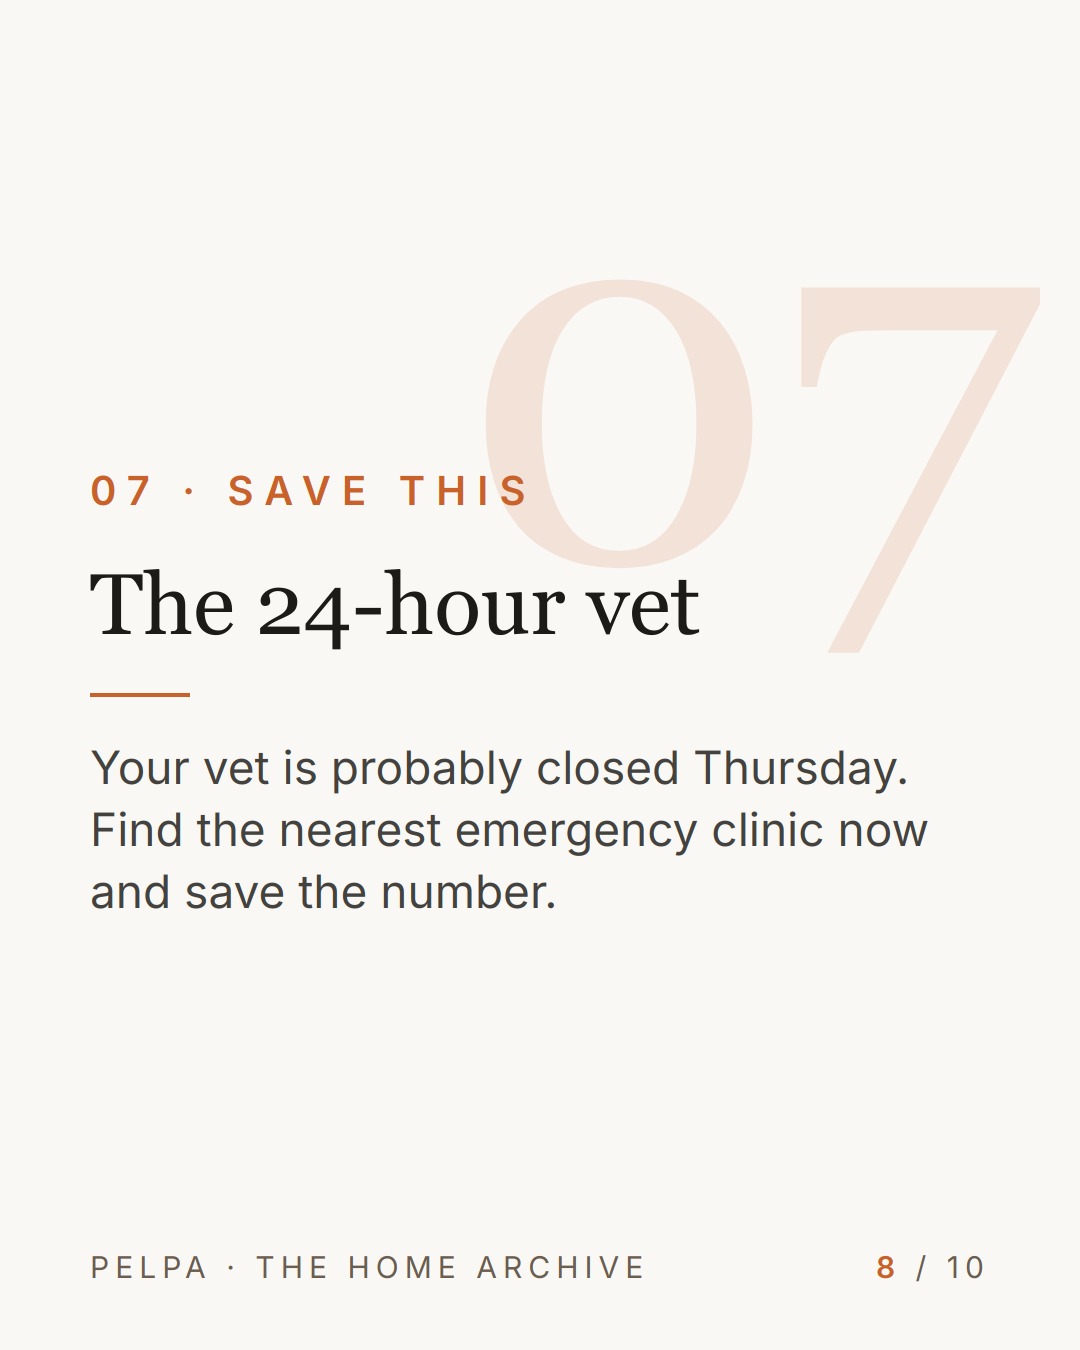 07
07 · SAVE THIS
The 24-hour vet
Your vet is probably closed Thursday.
Find the nearest emergency clinic now
and save the number.
PELPA · THE HOME ARCHIVE
8 / 10